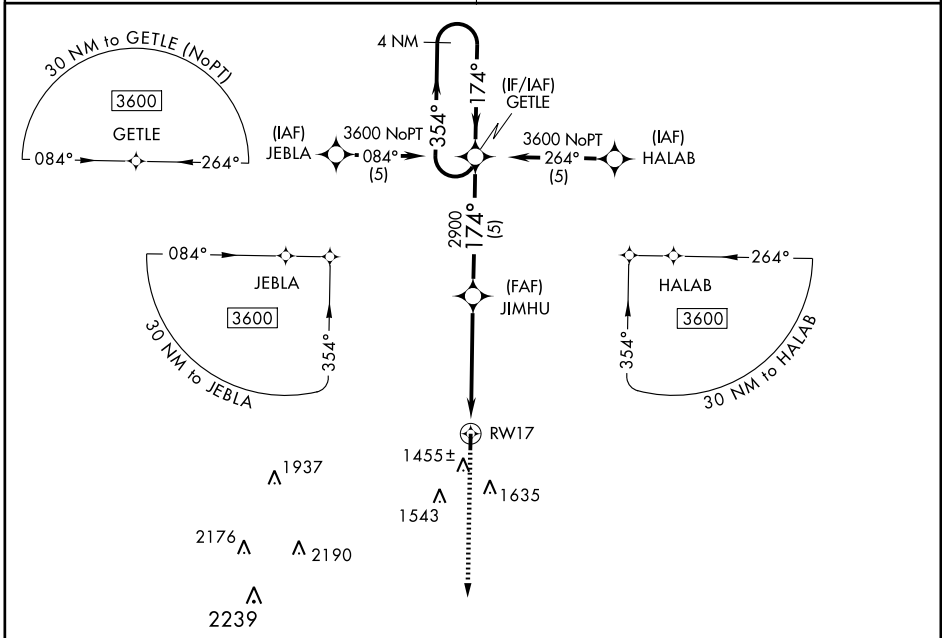 30 NM to GETLE (NoPT)
3600
GETLE
084°
264°
4 NM
354°
174°
(IF/IAF)
GETLE
(IAF)
JEBLA
3600 NoPT
084°
(5)
3600 NoPT
264°
(5)
(IAF)
HALAB
2900
174°
(5)
(FAF)
JIMHU
084°
JEBLA
3600
354°
30 NM to JEBLA
264°
HALAB
3600
354°
30 NM to HALAB
RW17
1455±
1937
1543
1635
2176
2190
2239